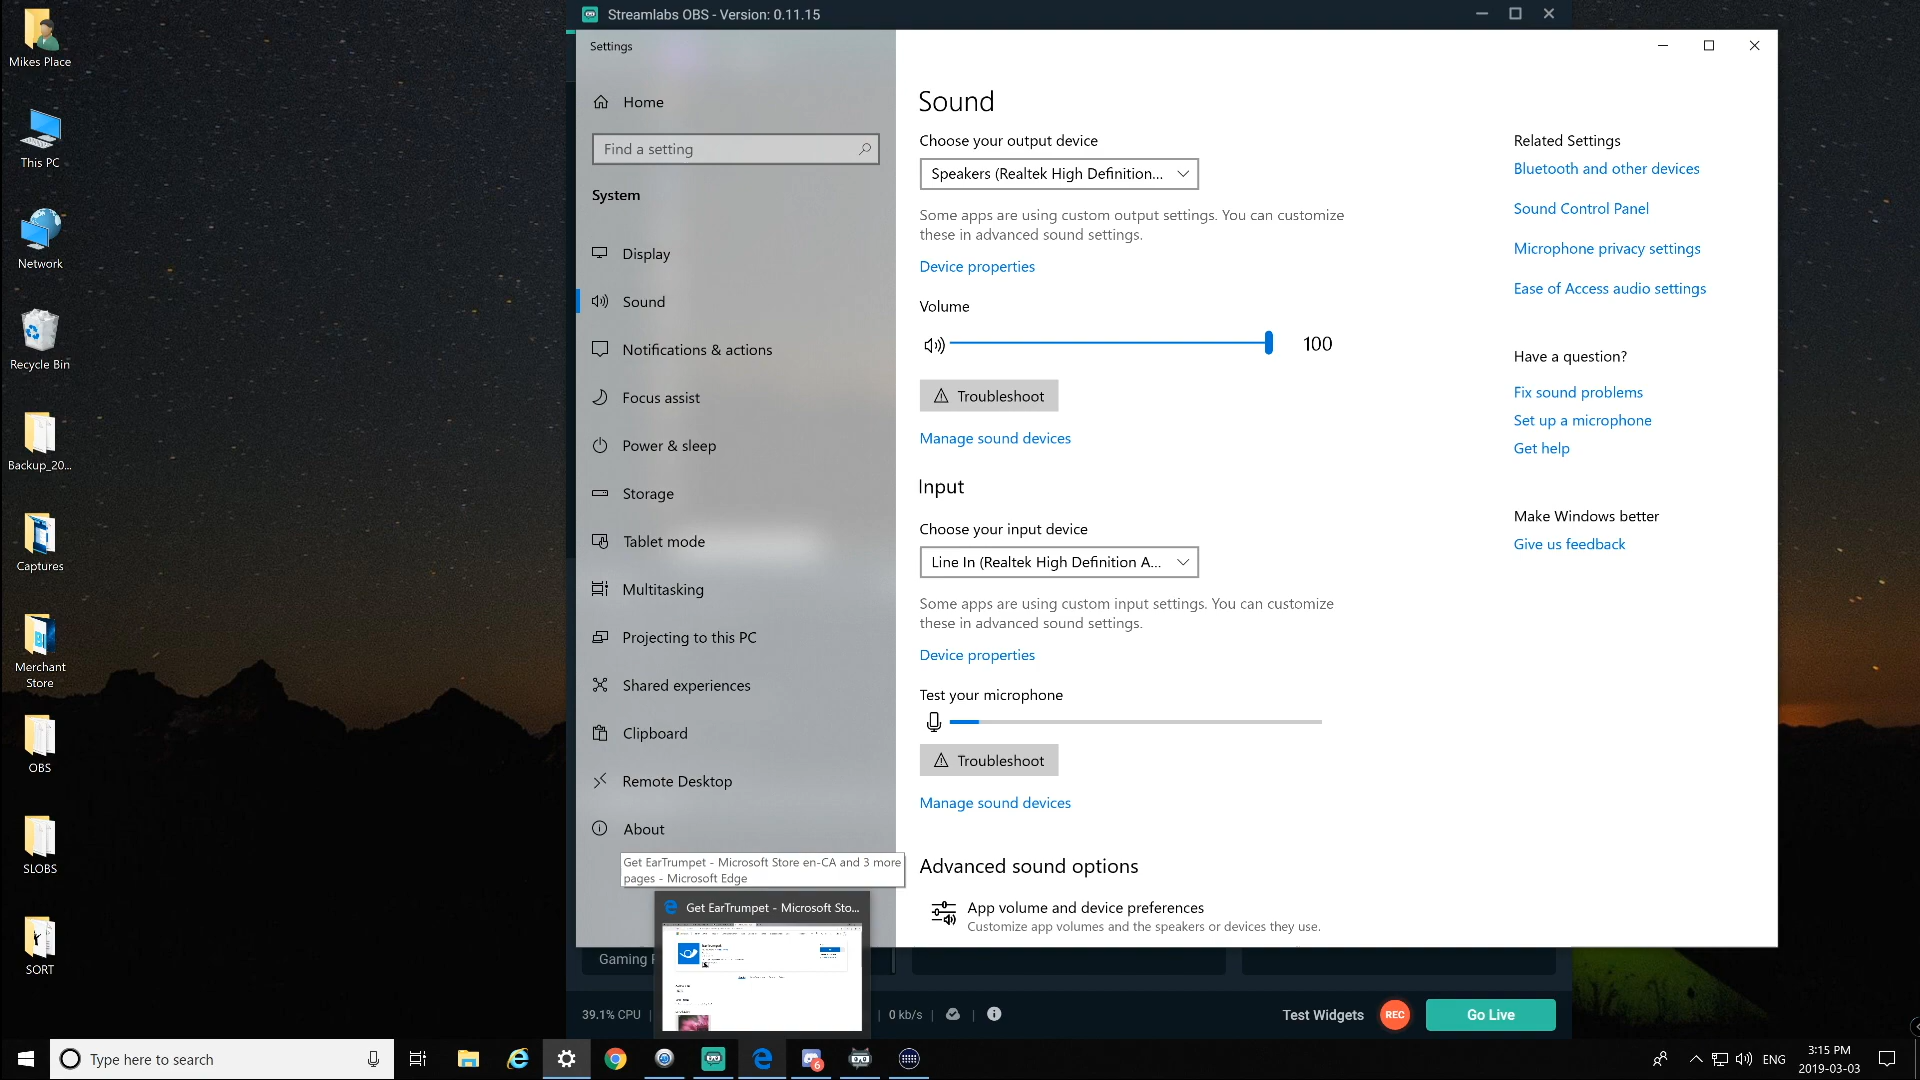 Mikes Place
This PC
Network
Recycle Bin
Backup_20...
Captures
Merchant
Store
OBS
SLOBS
SORT
Streamlabs OBS - Version: 0.11.15
Settings
Home
Find a setting
System
Display
Sound
Notifications & actions
Focus assist
Power & sleep
Storage
Tablet mode
Multitasking
Projecting to this PC
Shared experiences
Clipboard
Remote Desktop
About
Get EarTrumpet - Microsoft Store en-CA and 3 more
pages - Microsoft Edge
Get EarTrumpet - Microsoft Sto...
Sound
Choose your output device
Speakers (Realtek High Definition...
Some apps are using custom output settings. You can customize
these in advanced sound settings.
Device properties
Volume
100
Troubleshoot
Manage sound devices
Input
Choose your input device
Line In (Realtek High Definition A...
Some apps are using custom input settings. You can customize
these in advanced sound settings.
Device properties
Test your microphone
Troubleshoot
Manage sound devices
Advanced sound options
App volume and device preferences
Customize app volumes and the speakers or devices they use.
Related Settings
Bluetooth and other devices
Sound Control Panel
Microphone privacy settings
Ease of Access audio settings
Have a question?
Fix sound problems
Set up a microphone
Get help
Make Windows better
Give us feedback
Gaming
39.1% CPU
0 kb/s
Test Widgets
REC
Go Live
Type here to search
6
ENG
3:15 PM
2019-03-03